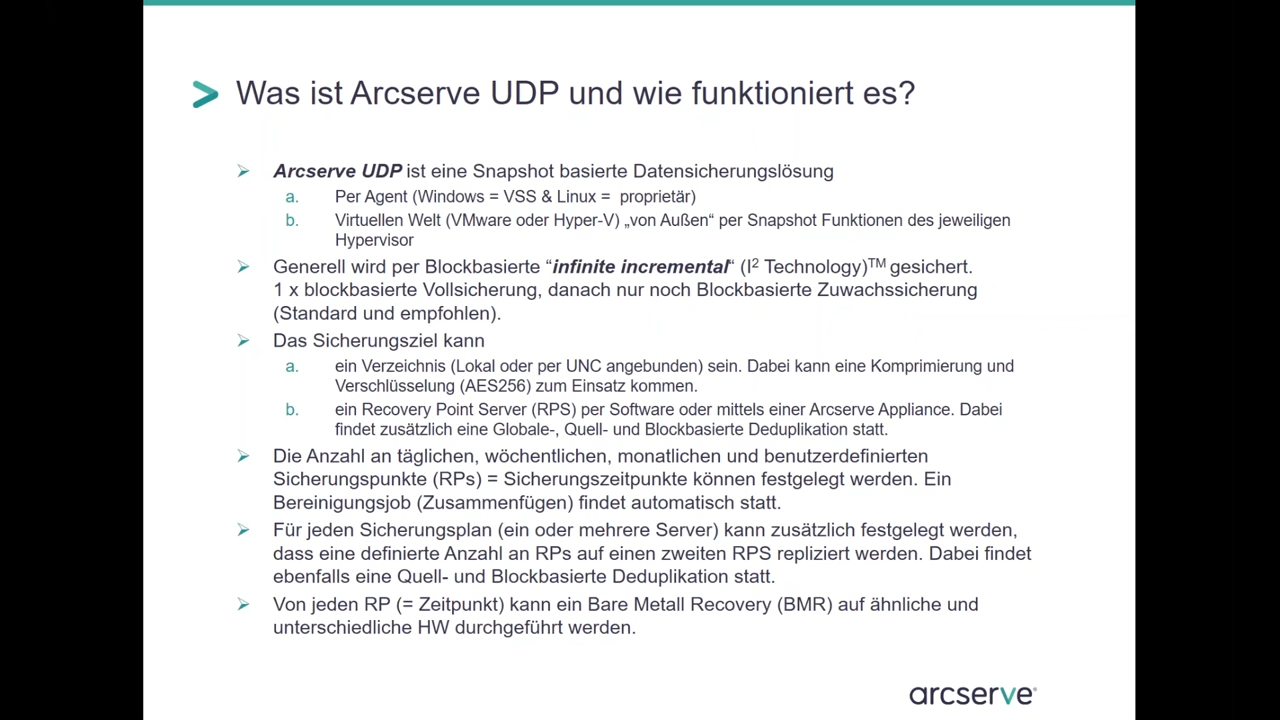 Was ist Arcserve UDP und wie funktioniert es?
Arcserve UDP ist eine Snapshot basierte Datensicherungslösung
a. Per Agent (Windows = VSS & Linux = proprietär)
b. Virtuellen Welt (VMware oder Hyper-V) „von Außen“ per Snapshot Funktionen des jeweiligen
Hypervisor
Generell wird per Blockbasierte “infinite incremental“ (I² Technology)TM gesichert.
1 x blockbasierte Vollsicherung, danach nur noch Blockbasierte Zuwachssicherung
(Standard und empfohlen).
Das Sicherungsziel kann
a. ein Verzeichnis (Lokal oder per UNC angebunden) sein. Dabei kann eine Komprimierung und
Verschlüsselung (AES256) zum Einsatz kommen.
b. ein Recovery Point Server (RPS) per Software oder mittels einer Arcserve Appliance. Dabei
findet zusätzlich eine Globale-, Quell- und Blockbasierte Deduplikation statt.
Die Anzahl an täglichen, wöchentlichen, monatlichen und benutzerdefinierten
Sicherungspunkte (RPs) = Sicherungszeitpunkte können festgelegt werden. Ein
Bereinigungsjob (Zusammenfügen) findet automatisch statt.
Für jeden Sicherungsplan (ein oder mehrere Server) kann zusätzlich festgelegt werden,
dass eine definierte Anzahl an RPs auf einen zweiten RPS repliziert werden. Dabei findet
ebenfalls eine Quell- und Blockbasierte Deduplikation statt.
Von jeden RP (= Zeitpunkt) kann ein Bare Metall Recovery (BMR) auf ähnliche und
unterschiedliche HW durchgeführt werden.
arcserve®